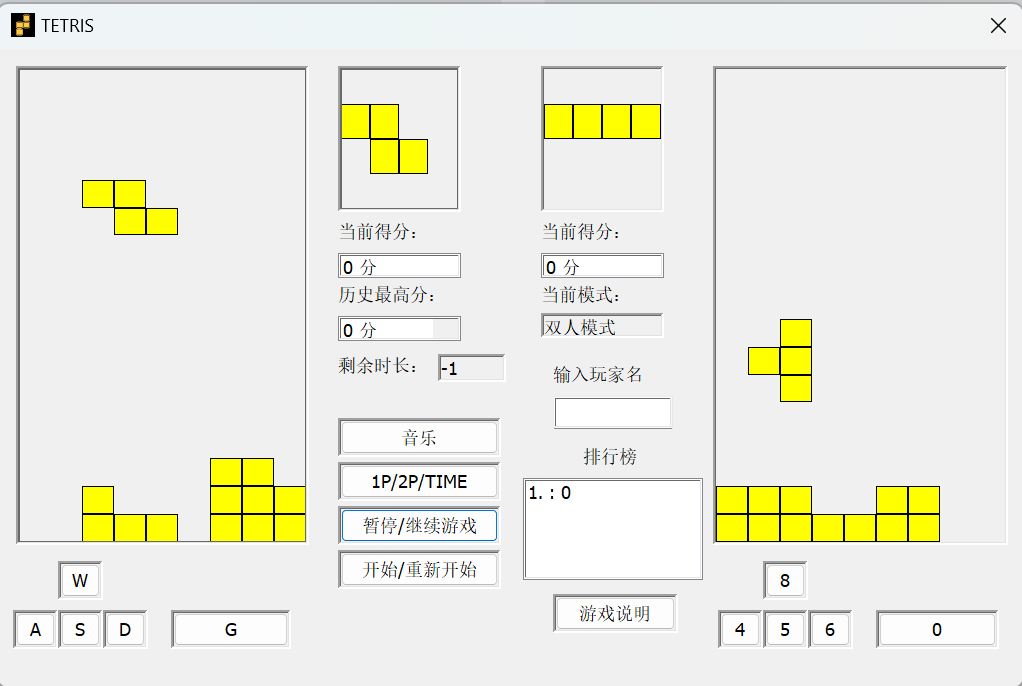 TETRIS
当前得分：
0 分
历史最高分：
0 分
剩余时长：
-1
音乐
1P/2P/TIME
暂停/继续游戏
开始/重新开始
当前得分：
0 分
当前模式：
双人模式
输入玩家名
排行榜
1. : 0
游戏说明
W
A
S
D
G
8
4
5
6
0